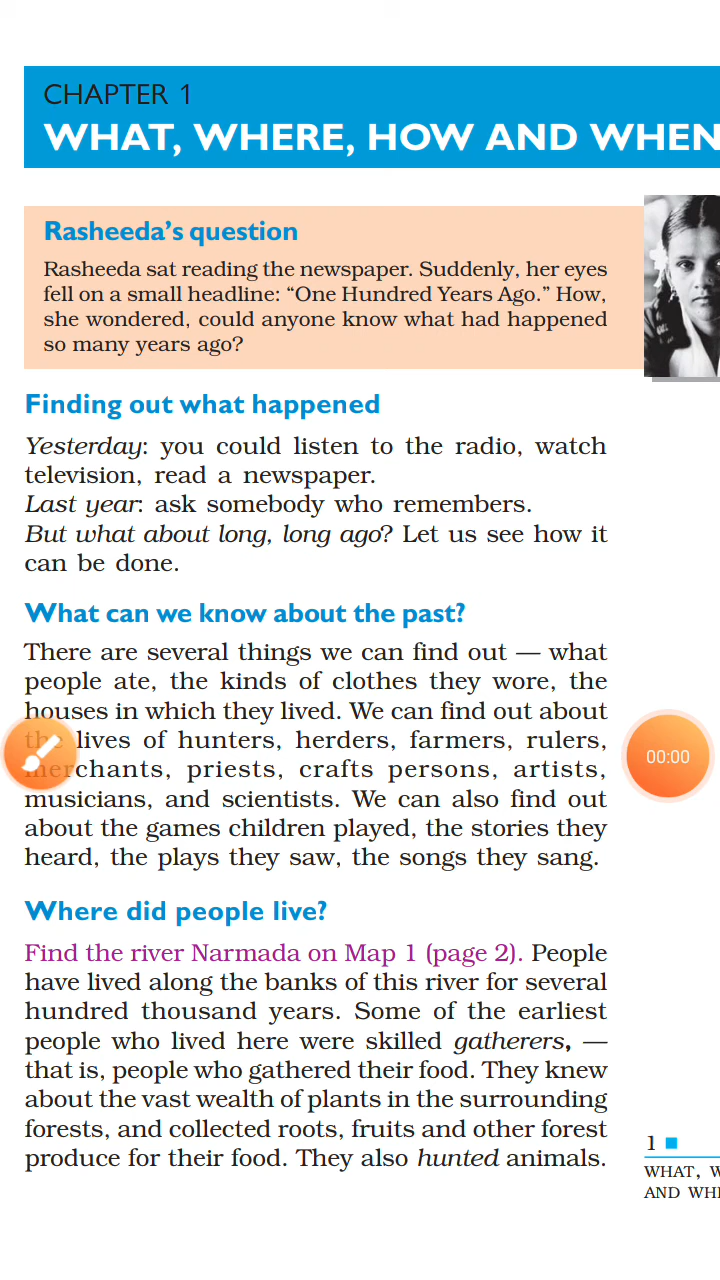 CHAPTER 1
WHAT, WHERE, HOW AND WHEN
Rasheeda's question
Rasheeda sat reading the newspaper. Suddenly, her eyes
fell on a small headline: “One Hundred Years Ago.” How,
she wondered, could anyone know what had happened
so many years ago?
Finding out what happened
Yesterday: you could listen to the radio, watch
television, read a newspaper.
Last year: ask somebody who remembers.
But what about long, long ago? Let us see how it
can be done.
What can we know about the past?
There are several things we can find out — what
people ate, the kinds of clothes they wore, the
houses in which they lived. We can find out about
the lives of hunters, herders, farmers, rulers,
merchants, priests, crafts persons, artists,
musicians, and scientists. We can also find out
about the games children played, the stories they
heard, the plays they saw, the songs they sang.
00:00
Where did people live?
Find the river Narmada on Map 1 (page 2). People
have lived along the banks of this river for several
hundred thousand years. Some of the earliest
people who lived here were skilled gatherers, —
that is, people who gathered their food. They knew
about the vast wealth of plants in the surrounding
forests, and collected roots, fruits and other forest
produce for their food. They also hunted animals.
1
WHAT, W
AND WHE